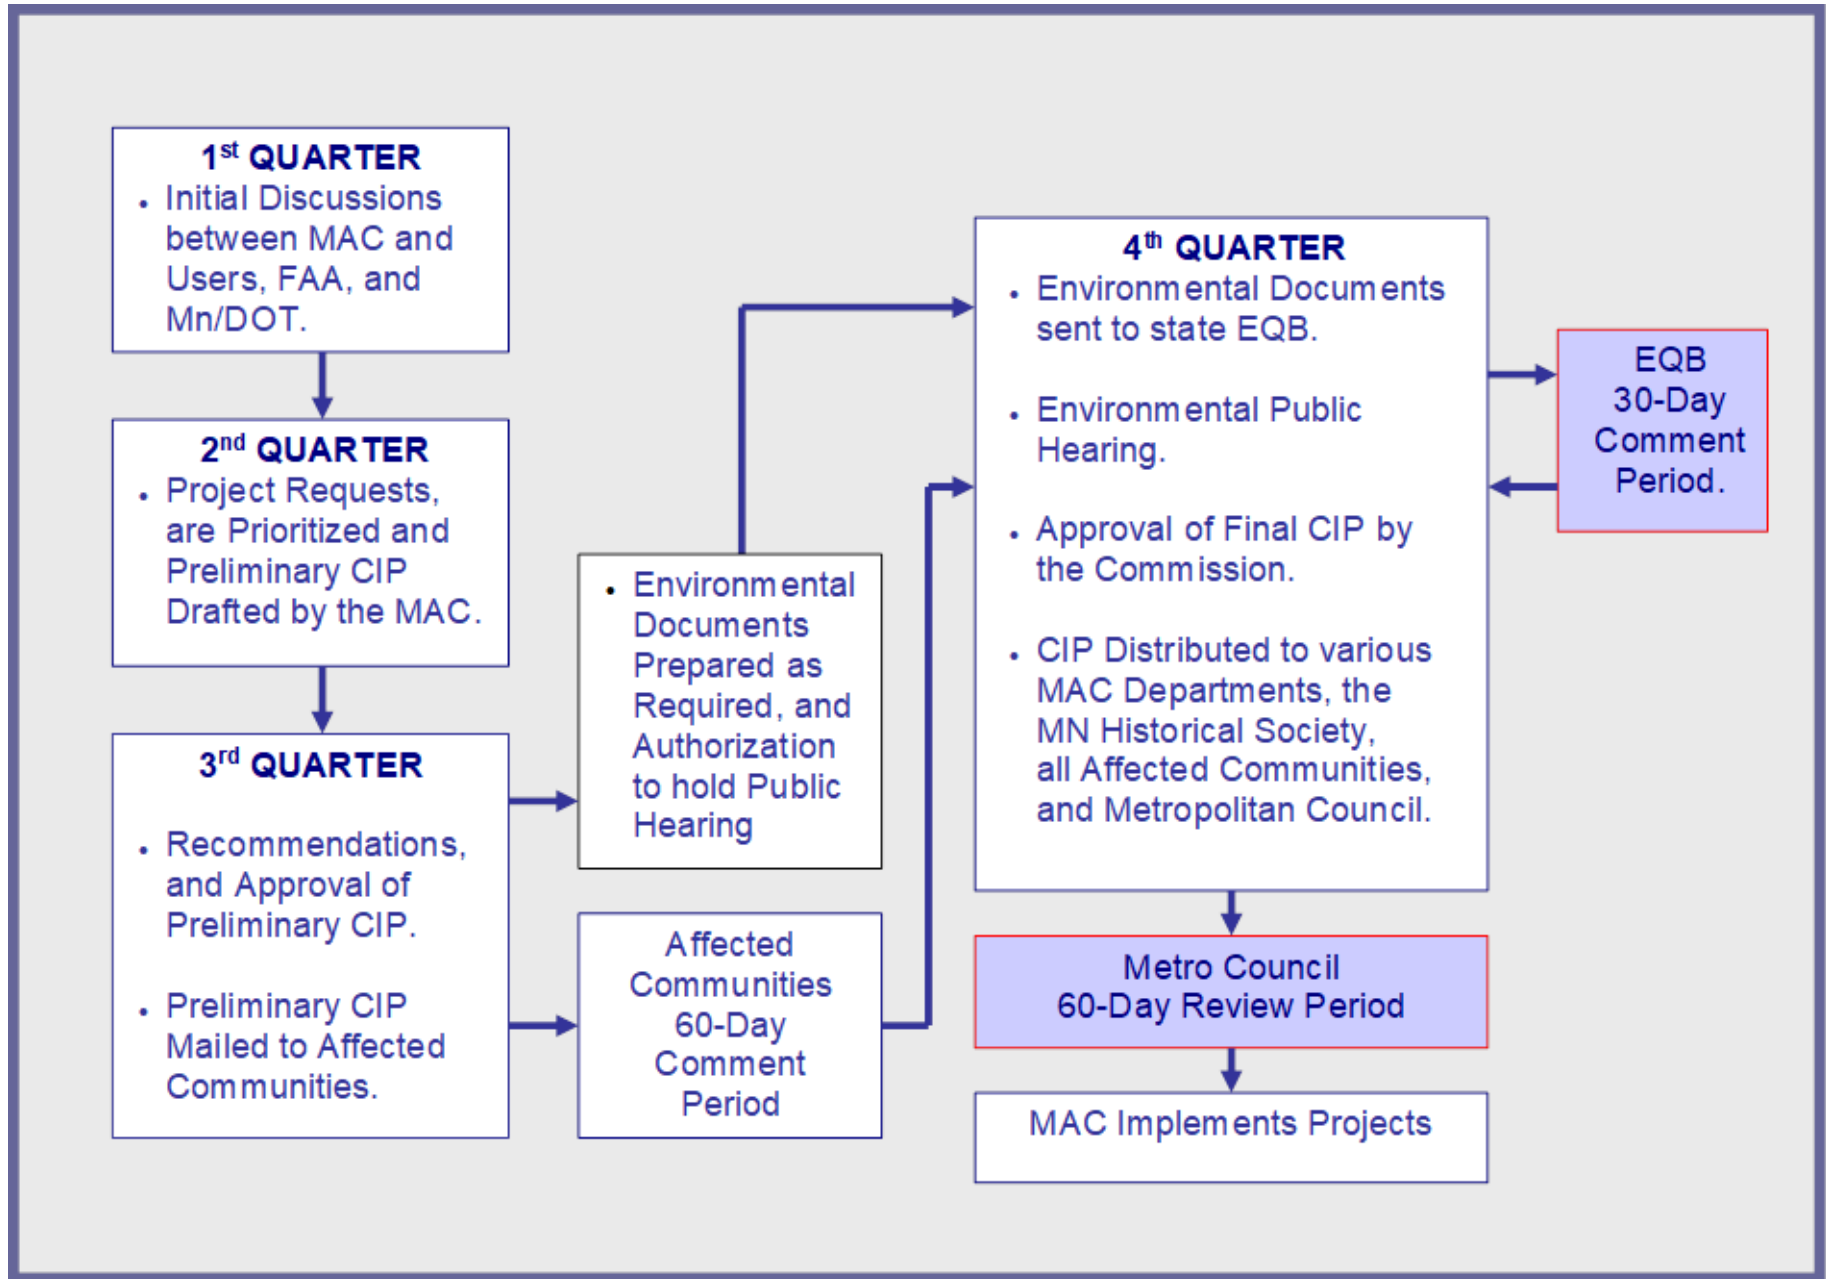 1st QUARTER
• Initial Discussions
between MAC and
Users, FAA, and
Mn/DOT.
2nd QUARTER
• Project Requests,
are Prioritized and
Preliminary CIP
Drafted by the MAC.
3rd QUARTER
• Recommendations,
and Approval of
Preliminary CIP.
• Preliminary CIP
Mailed to Affected
Communities.
• Environmental
Documents
Prepared as
Required, and
Authorization
to hold Public
Hearing
Affected
Communities
60-Day
Comment
Period
4th QUARTER
• Environmental Documents
sent to state EQB.
• Environmental Public
Hearing.
• Approval of Final CIP by
the Commission.
• CIP Distributed to various
MAC Departments, the
MN Historical Society,
all Affected Communities,
and Metropolitan Council.
EQB
30-Day
Comment
Period.
Metro Council
60-Day Review Period
MAC Implements Projects